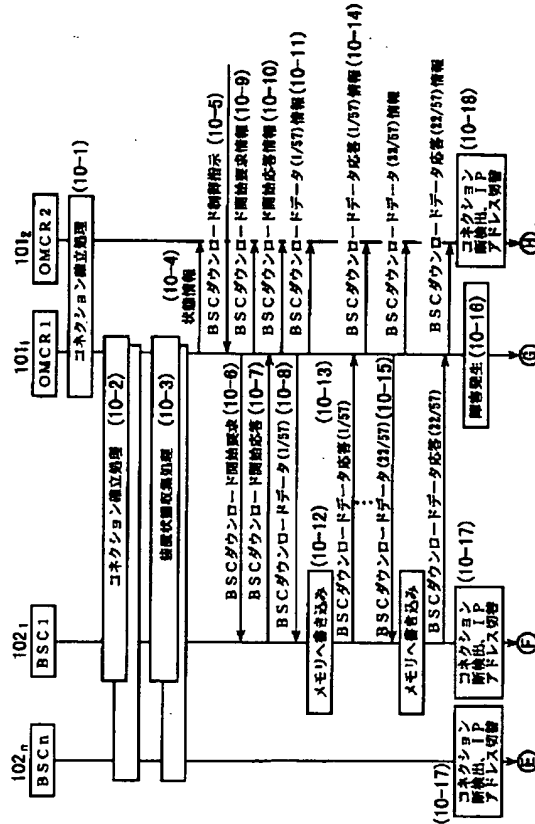 101₂
OMCR2
101₁
OMCR1
102₁
BSC1
102ₙ
BSCn
コネクション確立処理
(10-1)
コネクション確立処理
(10-2)
装置状態収集処理
(10-3)
(10-4)
状態情報
BSCダウンロード制御指示(10-5)
BSCダウンロード開始要求(10-6)
BSCダウンロード開始要求情報(10-9)
BSCダウンロード開始応答(10-7)
BSCダウンロード開始応答情報(10-10)
BSCダウンロードデータ(1/57)(10-8)
BSCダウンロードデータ(1/57)情報(10-11)
メモリへ書き込み
(10-12)
(10-13)
BSCダウンロードデータ応答(1/57)
BSCダウンロードデータ応答(1/57)情報(10-14)
BSCダウンロードデータ(22/57)(10-15)
BSCダウンロードデータ(22/57)情報
メモリへ書き込み
BSCダウンロードデータ応答(22/57)
BSCダウンロードデータ応答(22/57)情報
障害発生(10-16)
(10-17)
コネクション
断検出、IP
アドレス切替
(10-17)
コネクション
断検出、IP
アドレス切替
(10-18)
コネクション
断検出、IP
アドレス切替
E
F
G
H